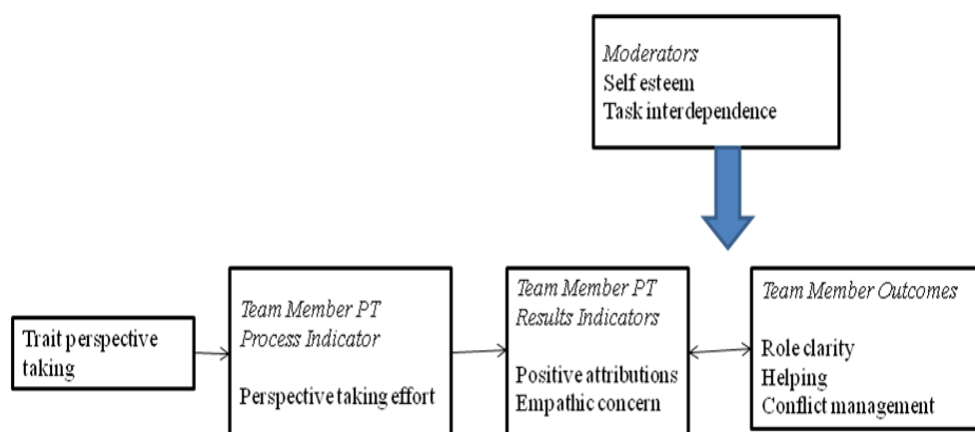 Moderators
Self esteem
Task interdependence
Trait perspective
taking
Team Member PT
Process Indicator
Perspective taking effort
Team Member PT
Results Indicators
Positive attributions
Empathic concern
Team Member Outcomes
Role clarity
Helping
Conflict management